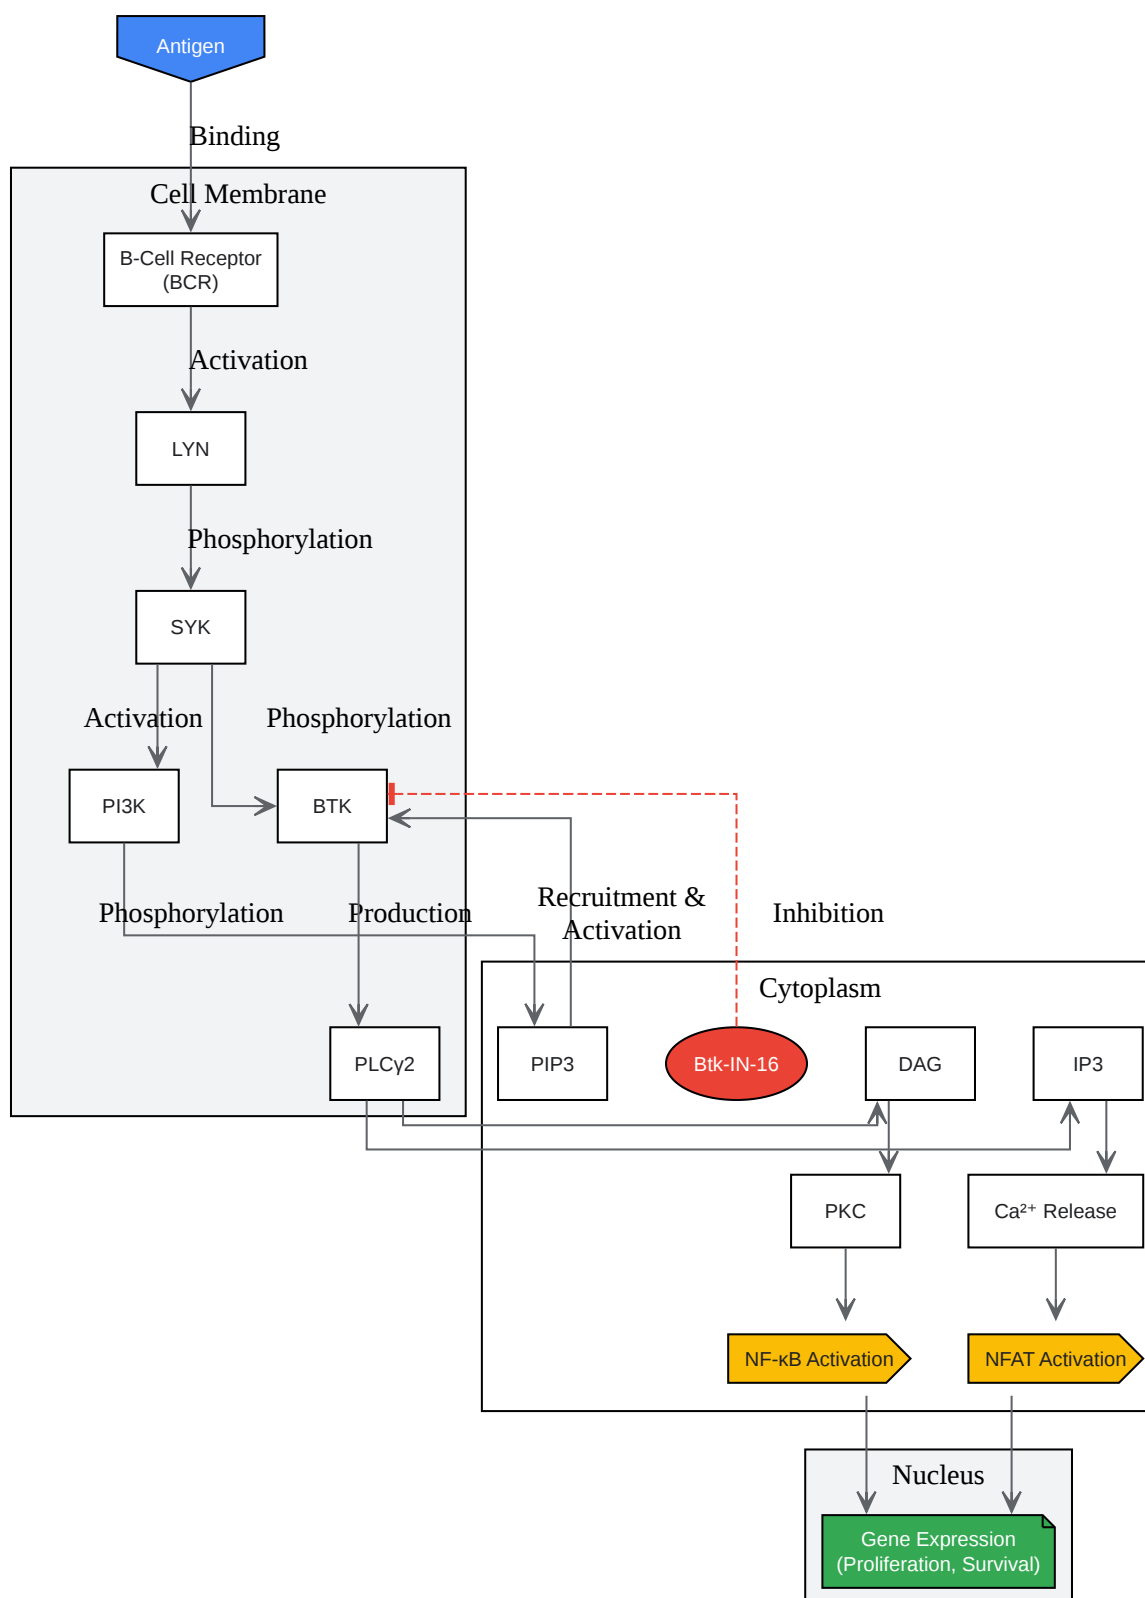 Antigen
Binding
Cell Membrane
B-Cell Receptor
(BCR)
Activation
LYN
Phosphorylation
SYK
Activation
Phosphorylation
PI3K
BTK
Phosphorylation
Production
Recruitment &
Activation
Inhibition
Cytoplasm
PLCγ2
PIP3
Btk-IN-16
DAG
IP3
PKC
Ca²⁺ Release
NF-κB Activation
NFAT Activation
Nucleus
Gene Expression
(Proliferation, Survival)